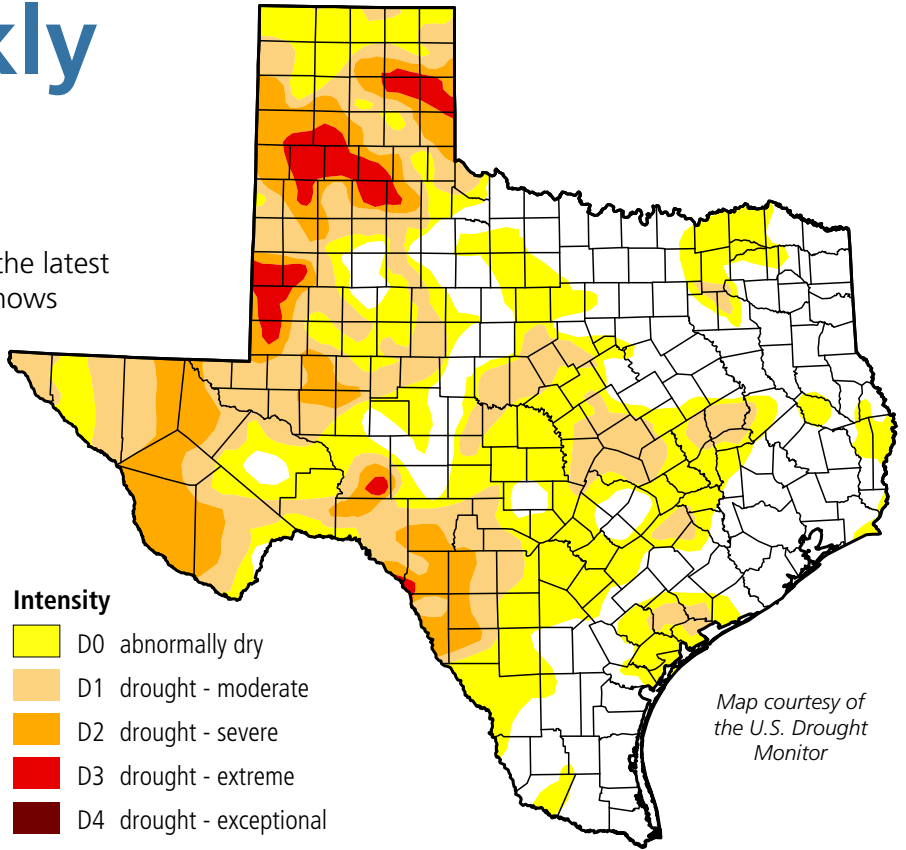 kly
the latest
hows
Intensity
D0 abnormally dry
D1 drought - moderate
D2 drought - severe
D3 drought - extreme
D4 drought - exceptional
Map courtesy of
the U.S. Drought
Monitor